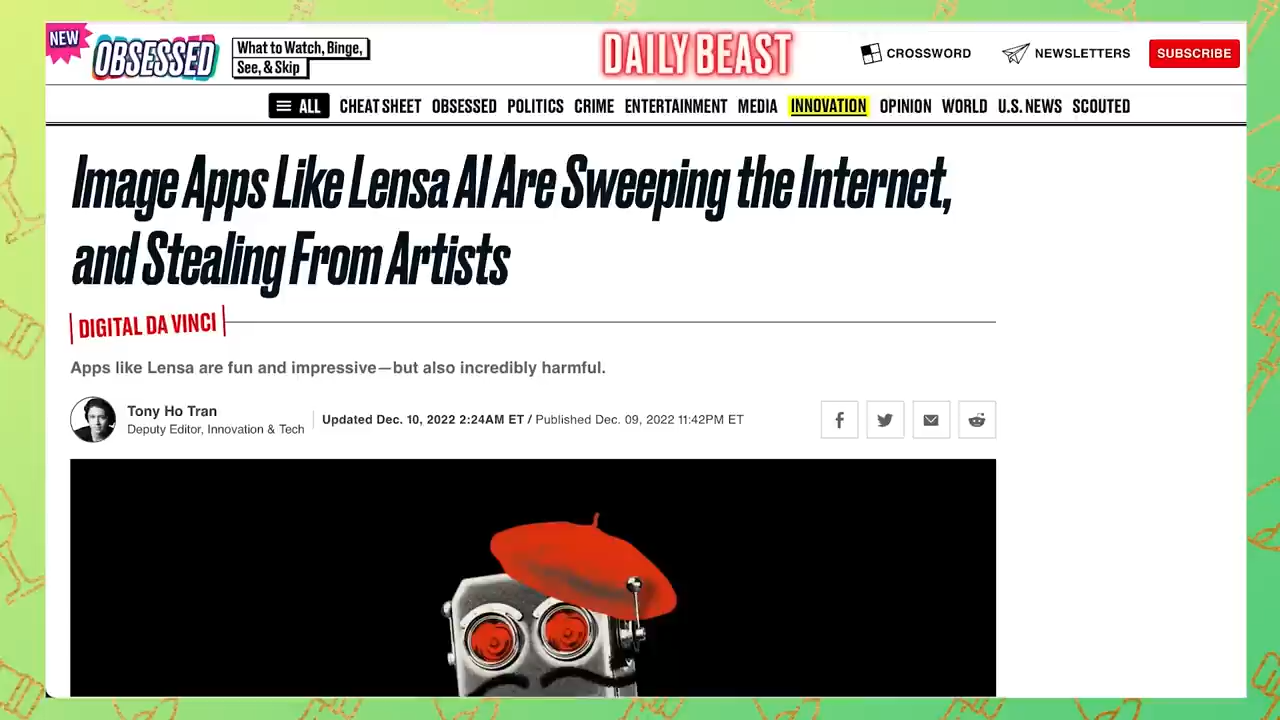 NEW
OBSESSED
What to Watch, Binge,
See, & Skip
DAILY BEAST
CROSSWORD
NEWSLETTERS
SUBSCRIBE
ALL CHEAT SHEET OBSESSED POLITICS CRIME ENTERTAINMENT MEDIA INNOVATION OPINION WORLD U.S. NEWS SCOUTED
Image Apps Like Lensa AI Are Sweeping the Internet,
and Stealing From Artists
DIGITAL DA VINCI
Apps like Lensa are fun and impressive—but also incredibly harmful.
Tony Ho Tran
Deputy Editor, Innovation & Tech
Updated Dec. 10, 2022 2:24AM ET / Published Dec. 09, 2022 11:42PM ET